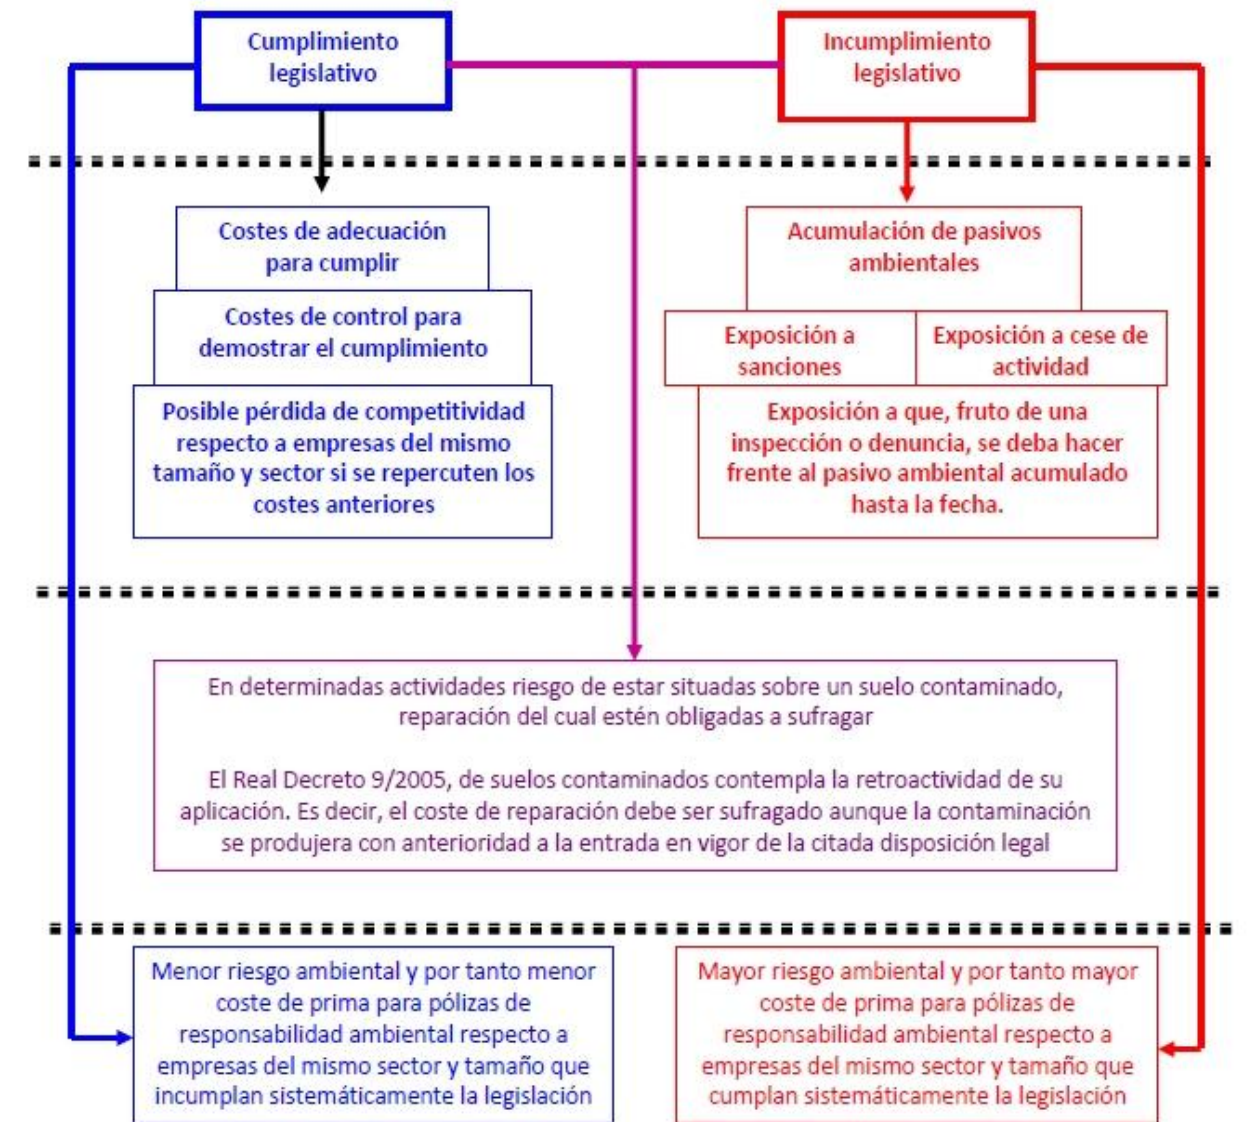 Cumplimiento
legislativo
Incumplimiento
legislativo
Costes de adecuación
para cumplir
Costes de control para
demostrar el cumplimiento
Posible pérdida de competitividad
respecto a empresas del mismo
tamaño y sector si se repercuten los
costes anteriores
Acumulación de pasivos
ambientales
Exposición a
sanciones
Exposición a cese de
actividad
Exposición a que, fruto de una
inspección o denuncia, se deba hacer
frente al pasivo ambiental acumulado
hasta la fecha.
En determinadas actividades riesgo de estar situadas sobre un suelo contaminado,
reparación del cual estén obligadas a sufragar
El Real Decreto 9/2005, de suelos contaminados contempla la retroactividad de su
aplicación. Es decir, el coste de reparación debe ser sufragado aunque la contaminación
se produjera con anterioridad a la entrada en vigor de la citada disposición legal
Menor riesgo ambiental y por tanto menor
coste de prima para pólizas de
responsabilidad ambiental respecto a
empresas del mismo sector y tamaño que
incumplan sistemáticamente la legislación
Mayor riesgo ambiental y por tanto mayor
coste de prima para pólizas de
responsabilidad ambiental respecto a
empresas del mismo sector y tamaño que
cumplan sistemáticamente la legislación